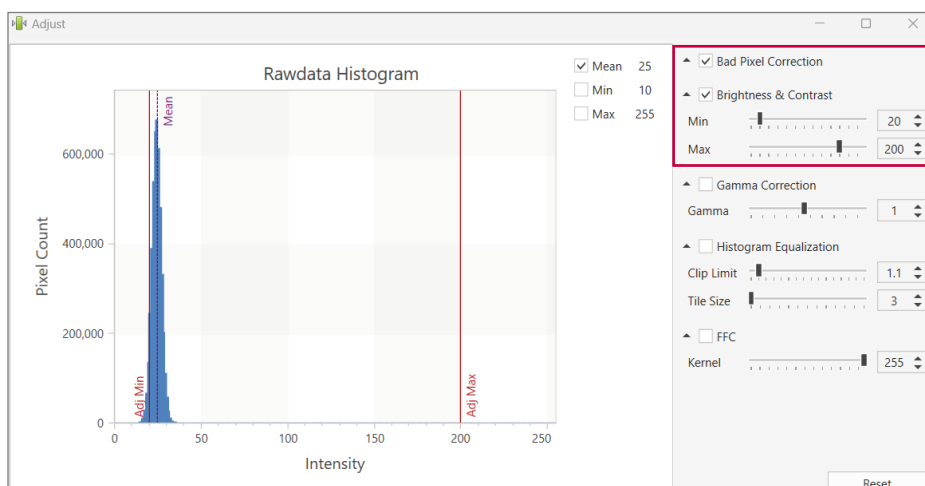 Adjust
Rawdata Histogram
Mean 25
Min 10
Max 255
Mean
Adj Min
Adj Max
Pixel Count
600,000
400,000
200,000
0
0 50 100 150 200 250
Intensity
Bad Pixel Correction
Brightness & Contrast
Min 20
Max 200
Gamma Correction
Gamma 1
Histogram Equalization
Clip Limit 1.1
Tile Size 3
FFC
Kernel 255
Reset